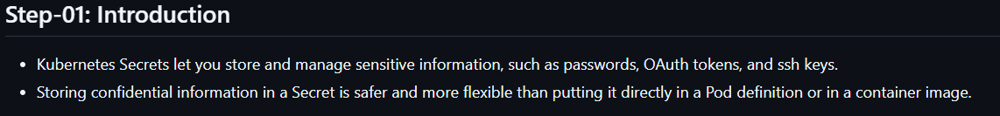 Step-01: Introduction
• Kubernetes Secrets let you store and manage sensitive information, such as passwords, OAuth tokens, and ssh keys.
• Storing confidential information in a Secret is safer and more flexible than putting it directly in a Pod definition or in a container image.